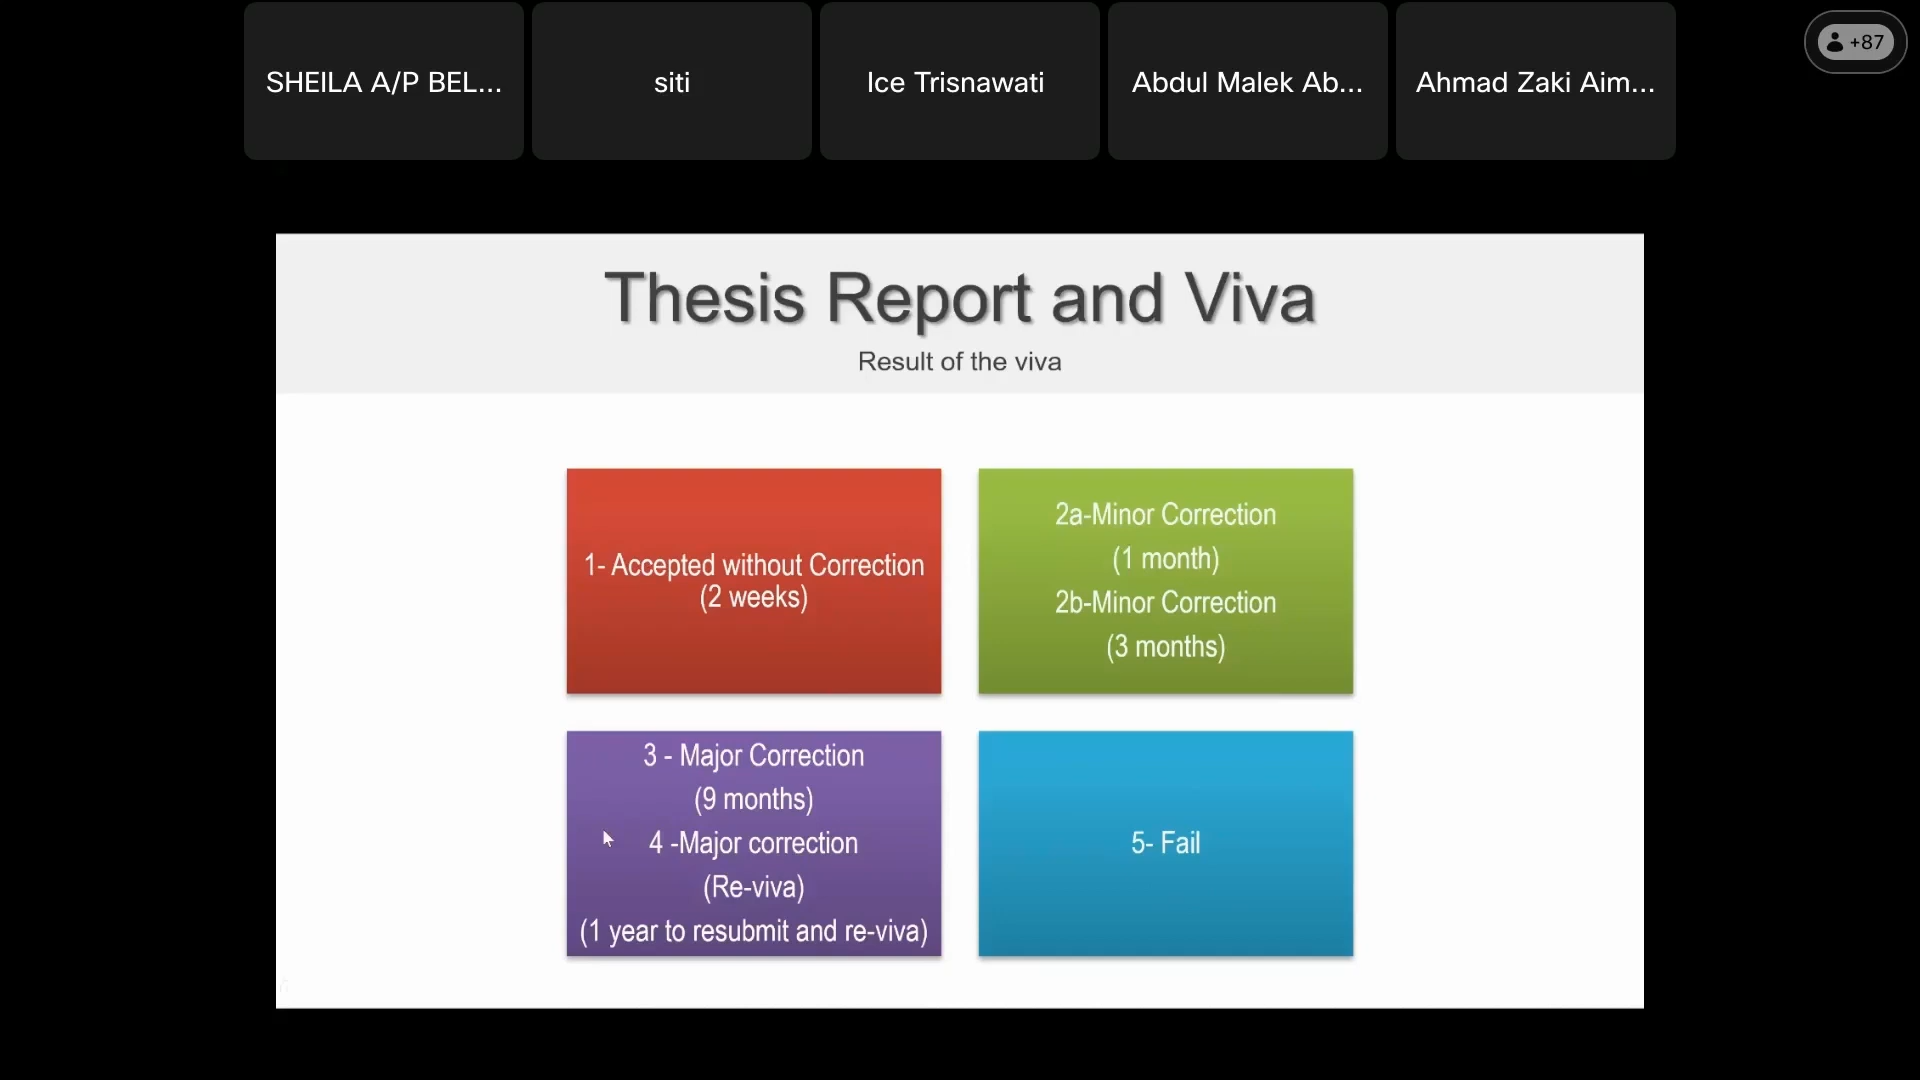 SHEILA A/P BEL...
siti
Ice Trisnawati
Abdul Malek Ab...
Ahmad Zaki Aim...
+87
Thesis Report and Viva
Result of the viva
1- Accepted without Correction
(2 weeks)
2a-Minor Correction
(1 month)
2b-Minor Correction
(3 months)
3 - Major Correction
(9 months)
4 -Major correction
(Re-viva)
(1 year to resubmit and re-viva)
5- Fail